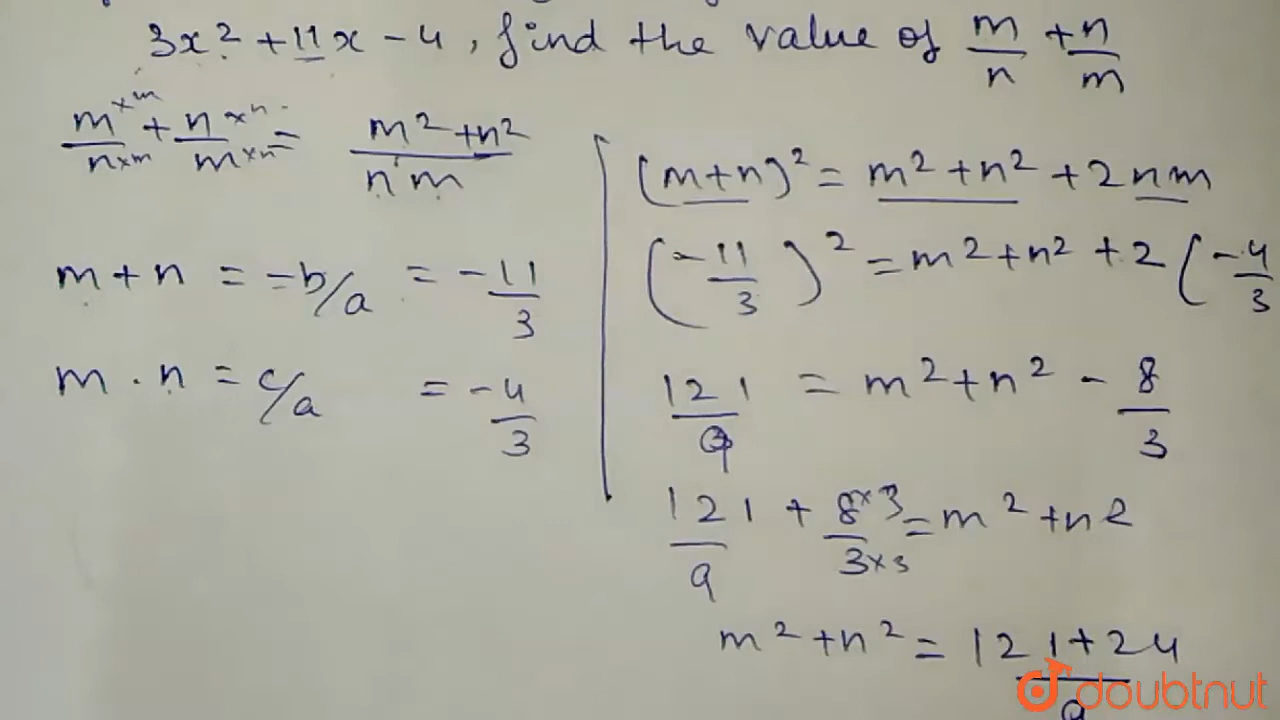 3x² + 11x - 4, find the value of m/n + n/m
m×m/n×m + n×n/m×n = m²+n²/nm
m + n = -b/a = -11/3
m . n = c/a = -4/3
(m+n)² = m²+n² + 2nm
(-11/3)² = m²+n² + 2(-4/3
121/9 = m²+n² - 8/3
121/9 + 8×3/3×3 = m²+n²
m²+n² = 121+24/9
doubtnut